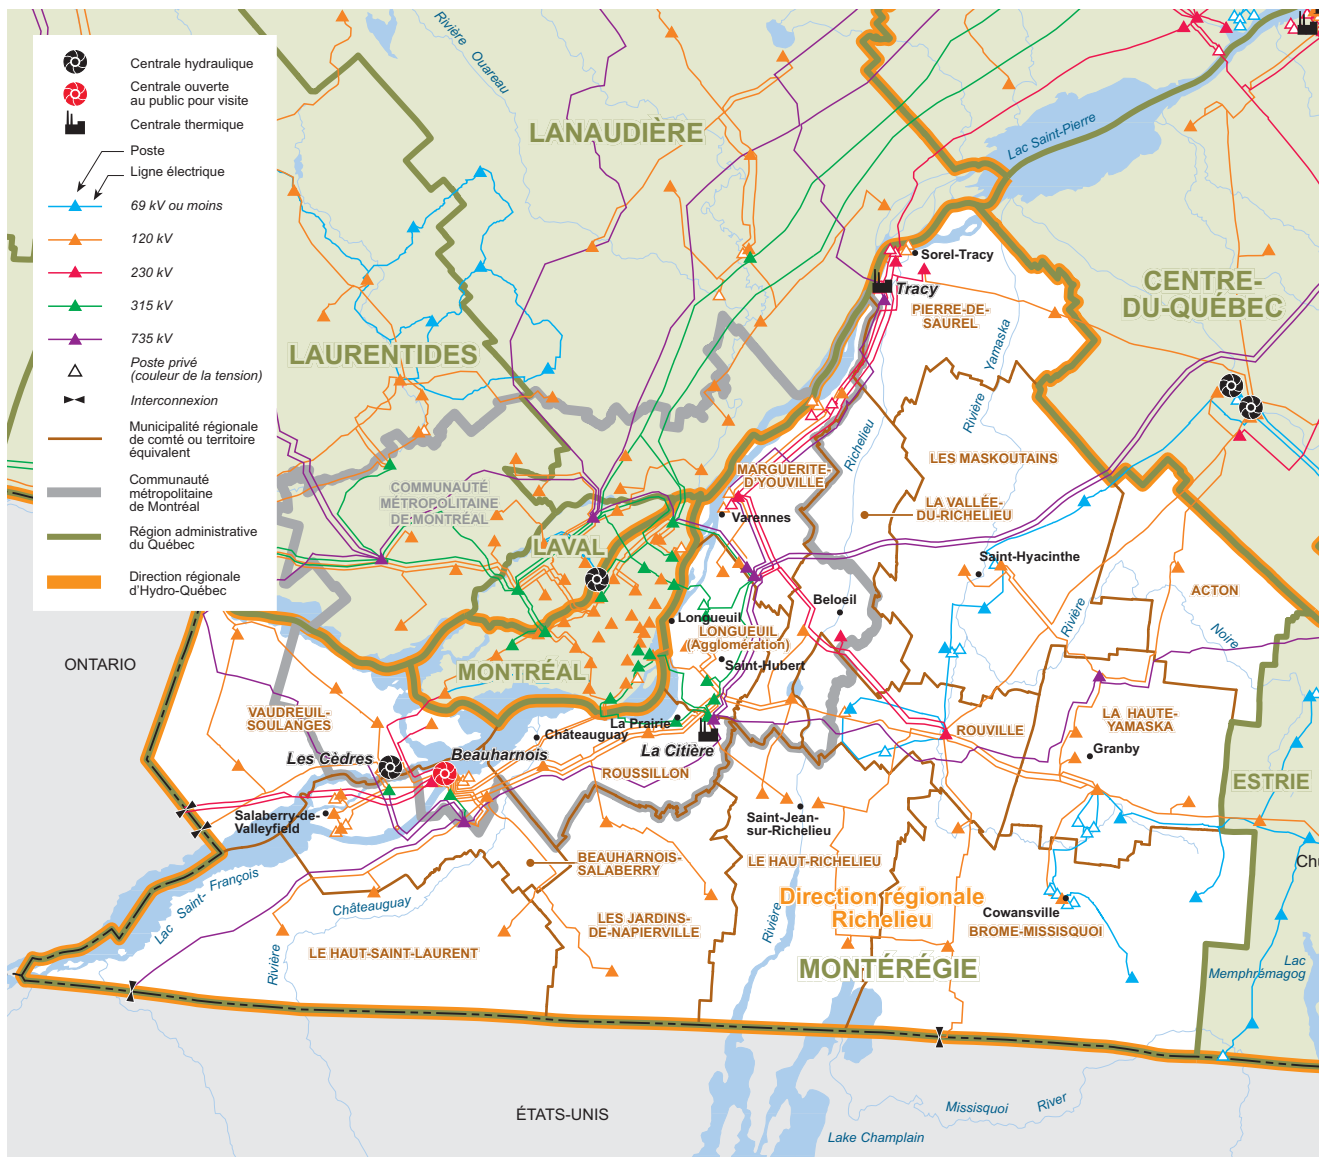 Centrale hydraulique
Centrale ouverte
au public pour visite
Centrale thermique
Poste
Ligne électrique
69 kV ou moins
120 kV
230 kV
315 kV
735 kV
Poste privé
(couleur de la tension)
Interconnexion
Municipalité régionale
de comté ou territoire
équivalent
Communauté
métropolitaine
de Montréal
Région administrative
du Québec
Direction régionale
d'Hydro-Québec
Rivière Ouareau
LANAUDIÈRE
Lac Saint-Pierre
Sorel-Tracy
Tracy
PIERRE-DE-
SAUREL
CENTRE-
DU-QUÉBEC
LAURENTIDES
Rivière Yamaska
Richelieu
LES MASKOUTAINS
MARGUERITE-
D'YOUVILLE
COMMUNAUTÉ
MÉTROPOLITAINE
DE MONTRÉAL
Varennes
LA VALLÉE-
DU-RICHELIEU
LAVAL
Saint-Hyacinthe
ACTON
Beloeil
Rivière
Noire
Longueuil
LONGUEUIL
(Agglomération)
ONTARIO
MONTRÉAL
Saint-Hubert
VAUDREUIL-
SOULANGES
La Prairie
Châteauguay
LA HAUTE-
YAMASKA
ROUVILLE
Les Cèdres
Beauharnois
La Citière
Granby
ROUSSILLON
ESTRIE
Salaberry-de-
Valleyfield
Saint-Jean-
sur-Richelieu
BEAUHARNOIS-
SALABERRY
LE HAUT-RICHELIEU
Chu
Lac Saint-François
Châteauguay
Direction régionale
Richelieu
LES JARDINS-
DE-NAPIERVILLE
Rivière
Cowansville
BROME-MISSISQUOI
LE HAUT-SAINT-LAURENT
Rivière
MONTÉRÉGIE
Lac
Memphrémagog
ÉTATS-UNIS
Missisquoi River
Lake Champlain